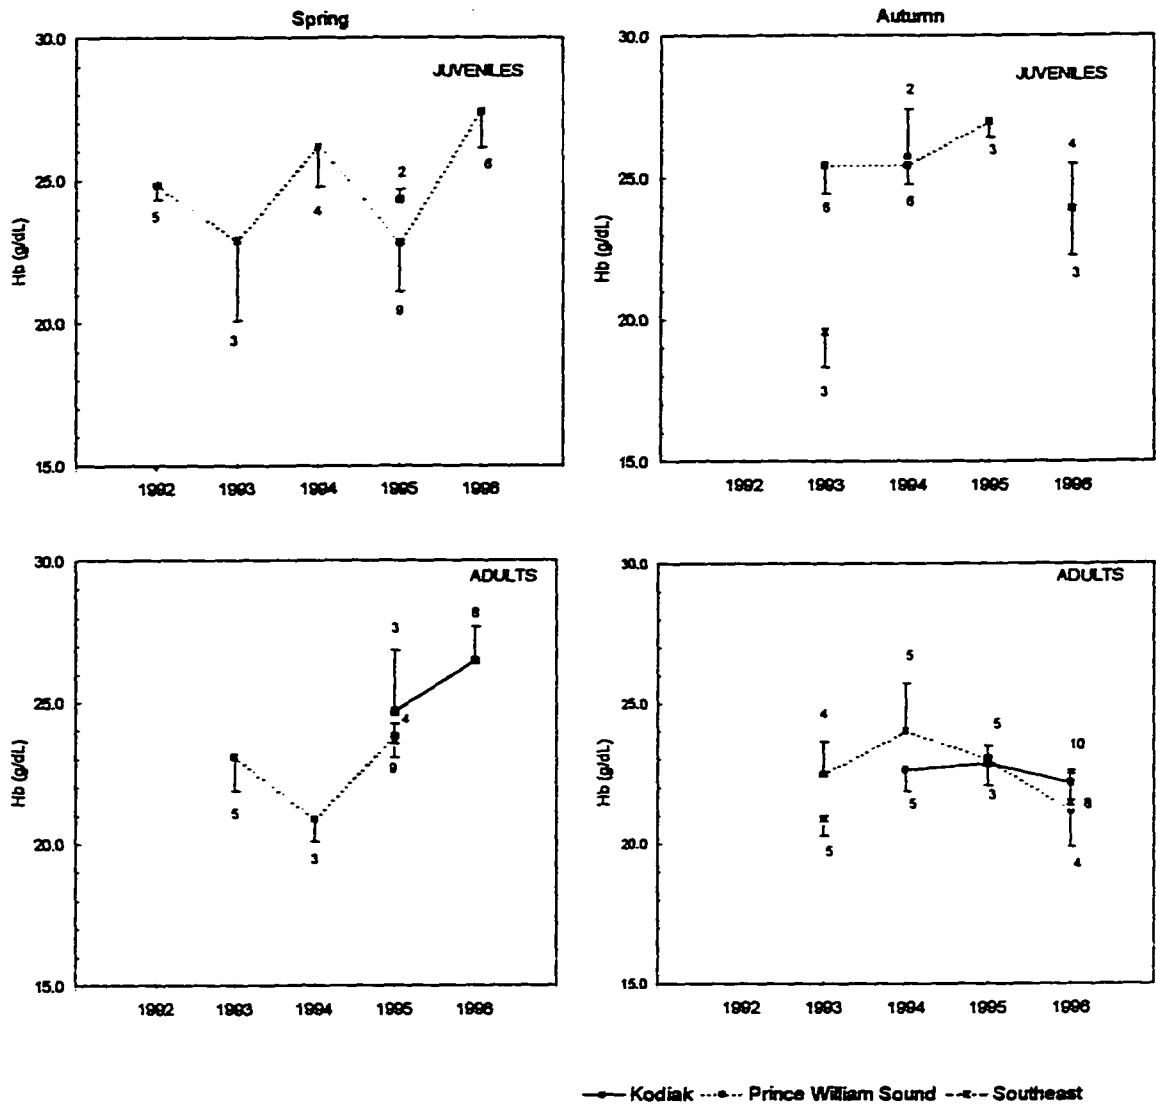 Spring
30.0
JUVENILES
25.0
20.0
15.0
Hb (g/dL)
5
3
4
2
9
6
1992 1993 1994 1995 1996
Autumn
30.0
JUVENILES
25.0
20.0
15.0
Hb (g/dL)
6
3
2
6
3
4
3
1992 1993 1994 1995 1996
30.0
ADULTS
25.0
20.0
15.0
Hb (g/dL)
5
3
3
4
9
8
1992 1993 1994 1995 1996
30.0
ADULTS
25.0
20.0
15.0
Hb (g/dL)
4
5
5
5
5
3
10
8
4
1992 1993 1994 1995 1996
Kodiak Prince William Sound Southeast